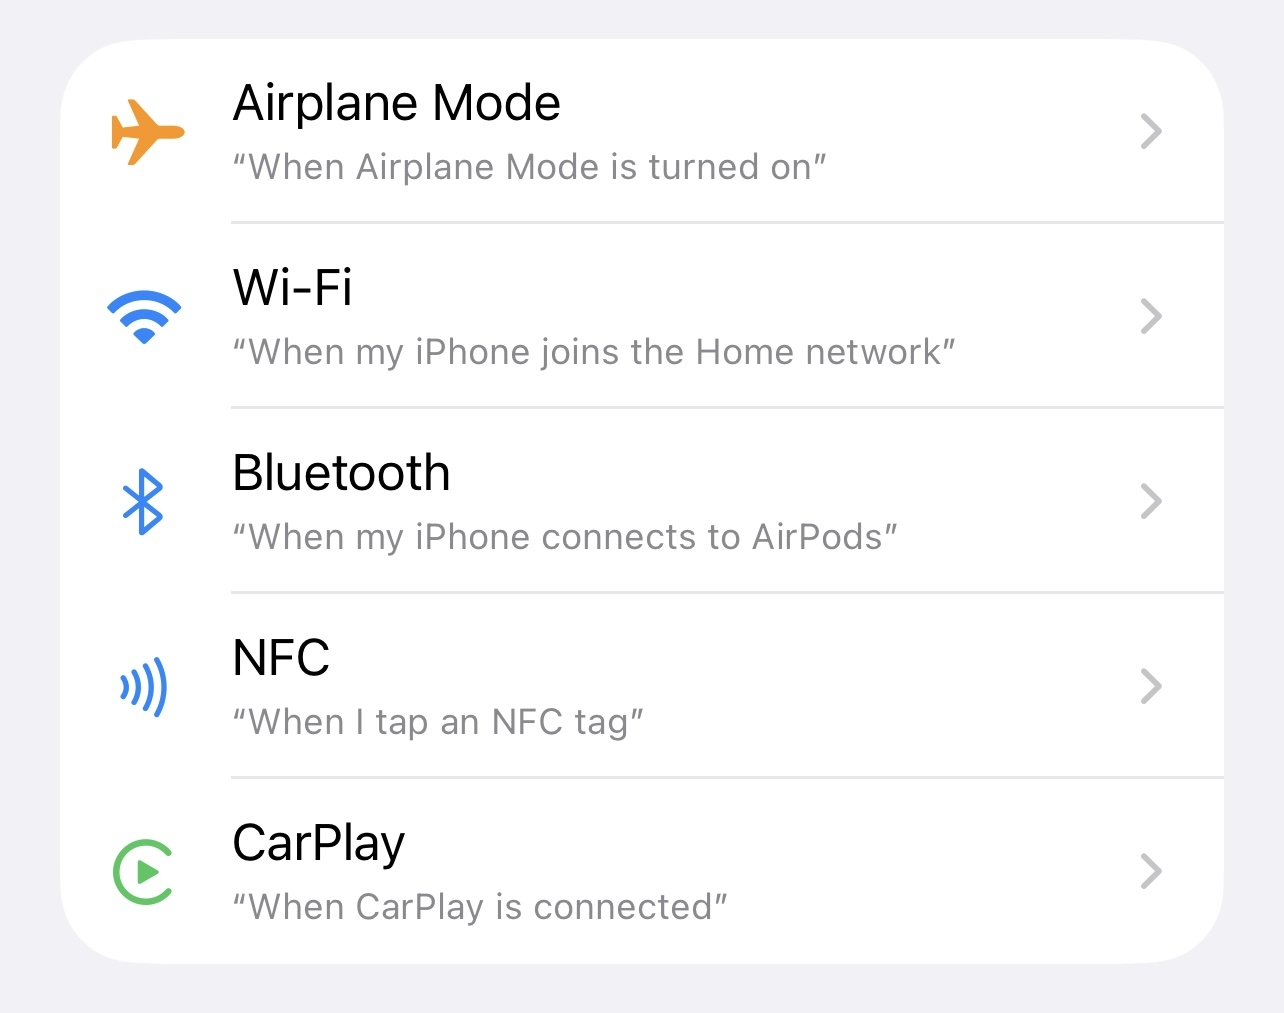 Airplane Mode
“When Airplane Mode is turned on”
Wi-Fi
“When my iPhone joins the Home network”
Bluetooth
“When my iPhone connects to AirPods”
NFC
“When I tap an NFC tag”
CarPlay
“When CarPlay is connected”